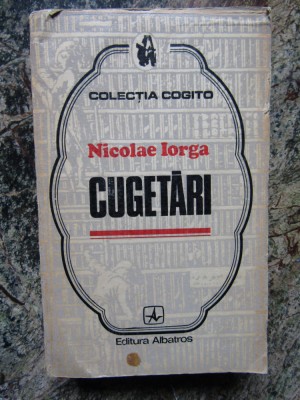 COLECȚIA COGITO
Nicolae Iorga
CUGETĂRI
Editura Albatros